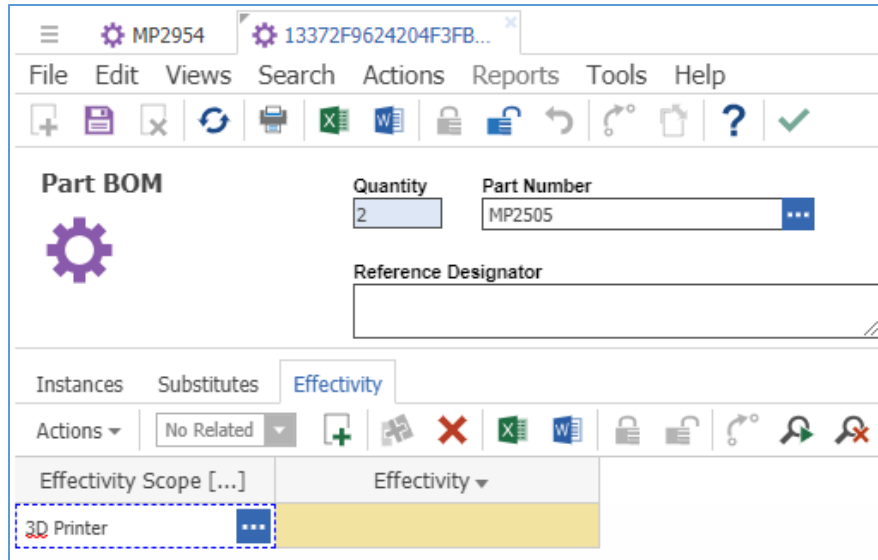 MP2954 13372F9624204F3FB...
File Edit Views Search Actions Reports Tools Help
Part BOM
Quantity Part Number
2 MP2505
Reference Designator
Instances Substitutes Effectivity
Actions No Related
Effectivity Scope [...] Effectivity
3D Printer